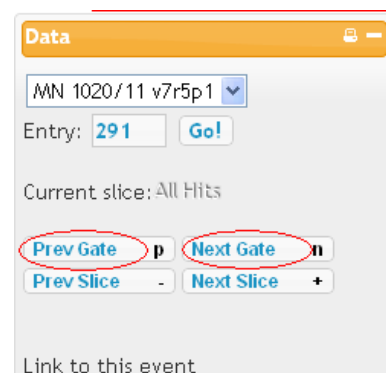 Data
MN 1020/11 v7r5p1
Entry: 291 Go!
Current slice: All Hits
Prev Gate p Next Gate n
Prev Slice - Next Slice +
Link to this event